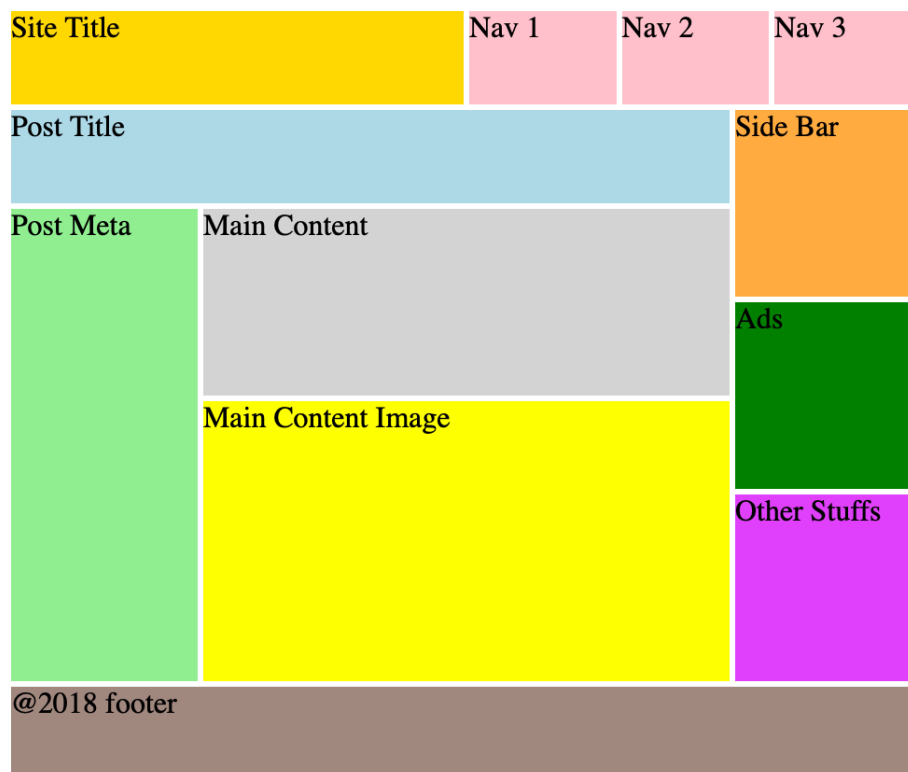 Site Title
Nav 1
Nav 2
Nav 3
Post Title
Side Bar
Post Meta
Main Content
Ads
Main Content Image
Other Stuffs
@2018 footer